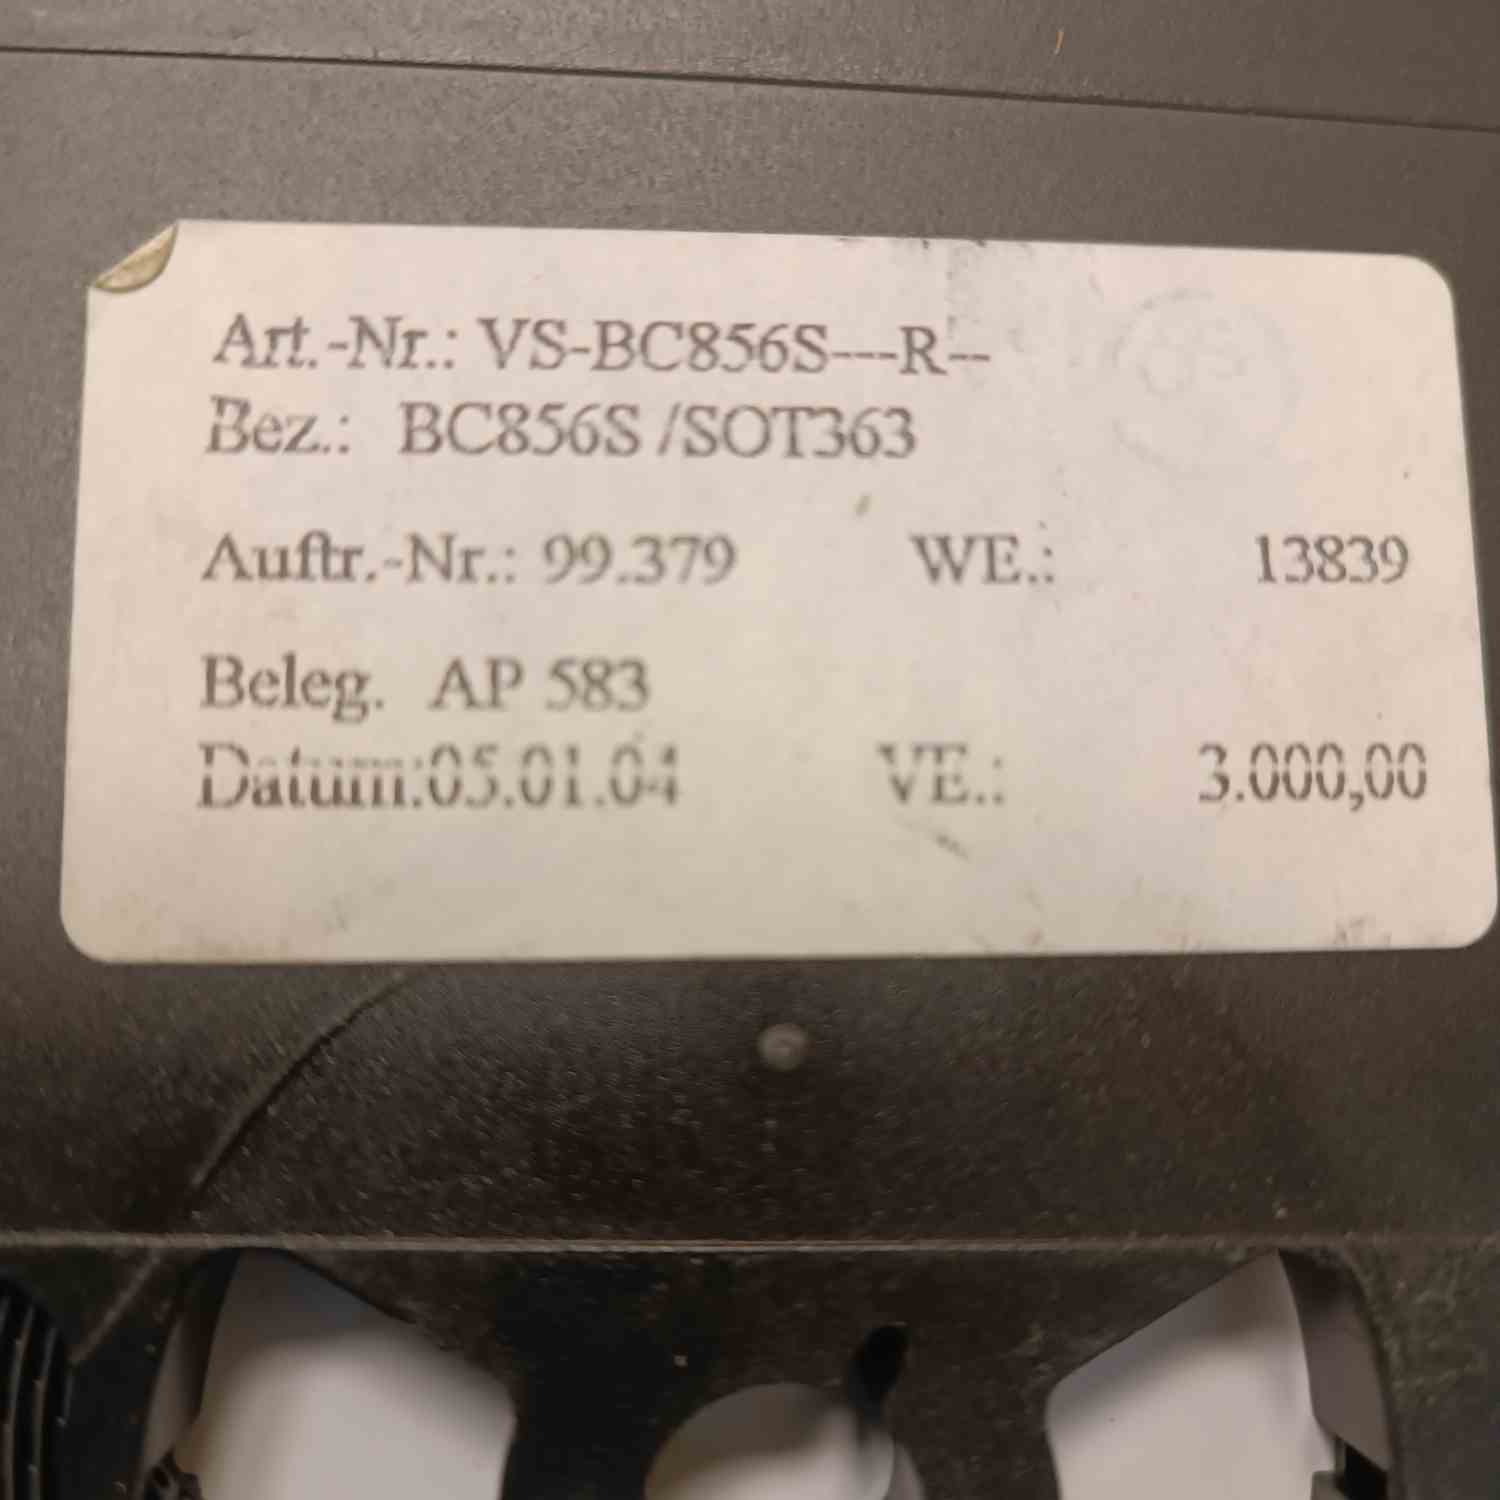 Art.-Nr.: VS-BC856S---R--
Bez.: BC856S /SOT363
Auftr.-Nr.: 99.379 WE.: 13839
Beleg. AP 583
Datum:05.01.04 VE.: 3.000,00